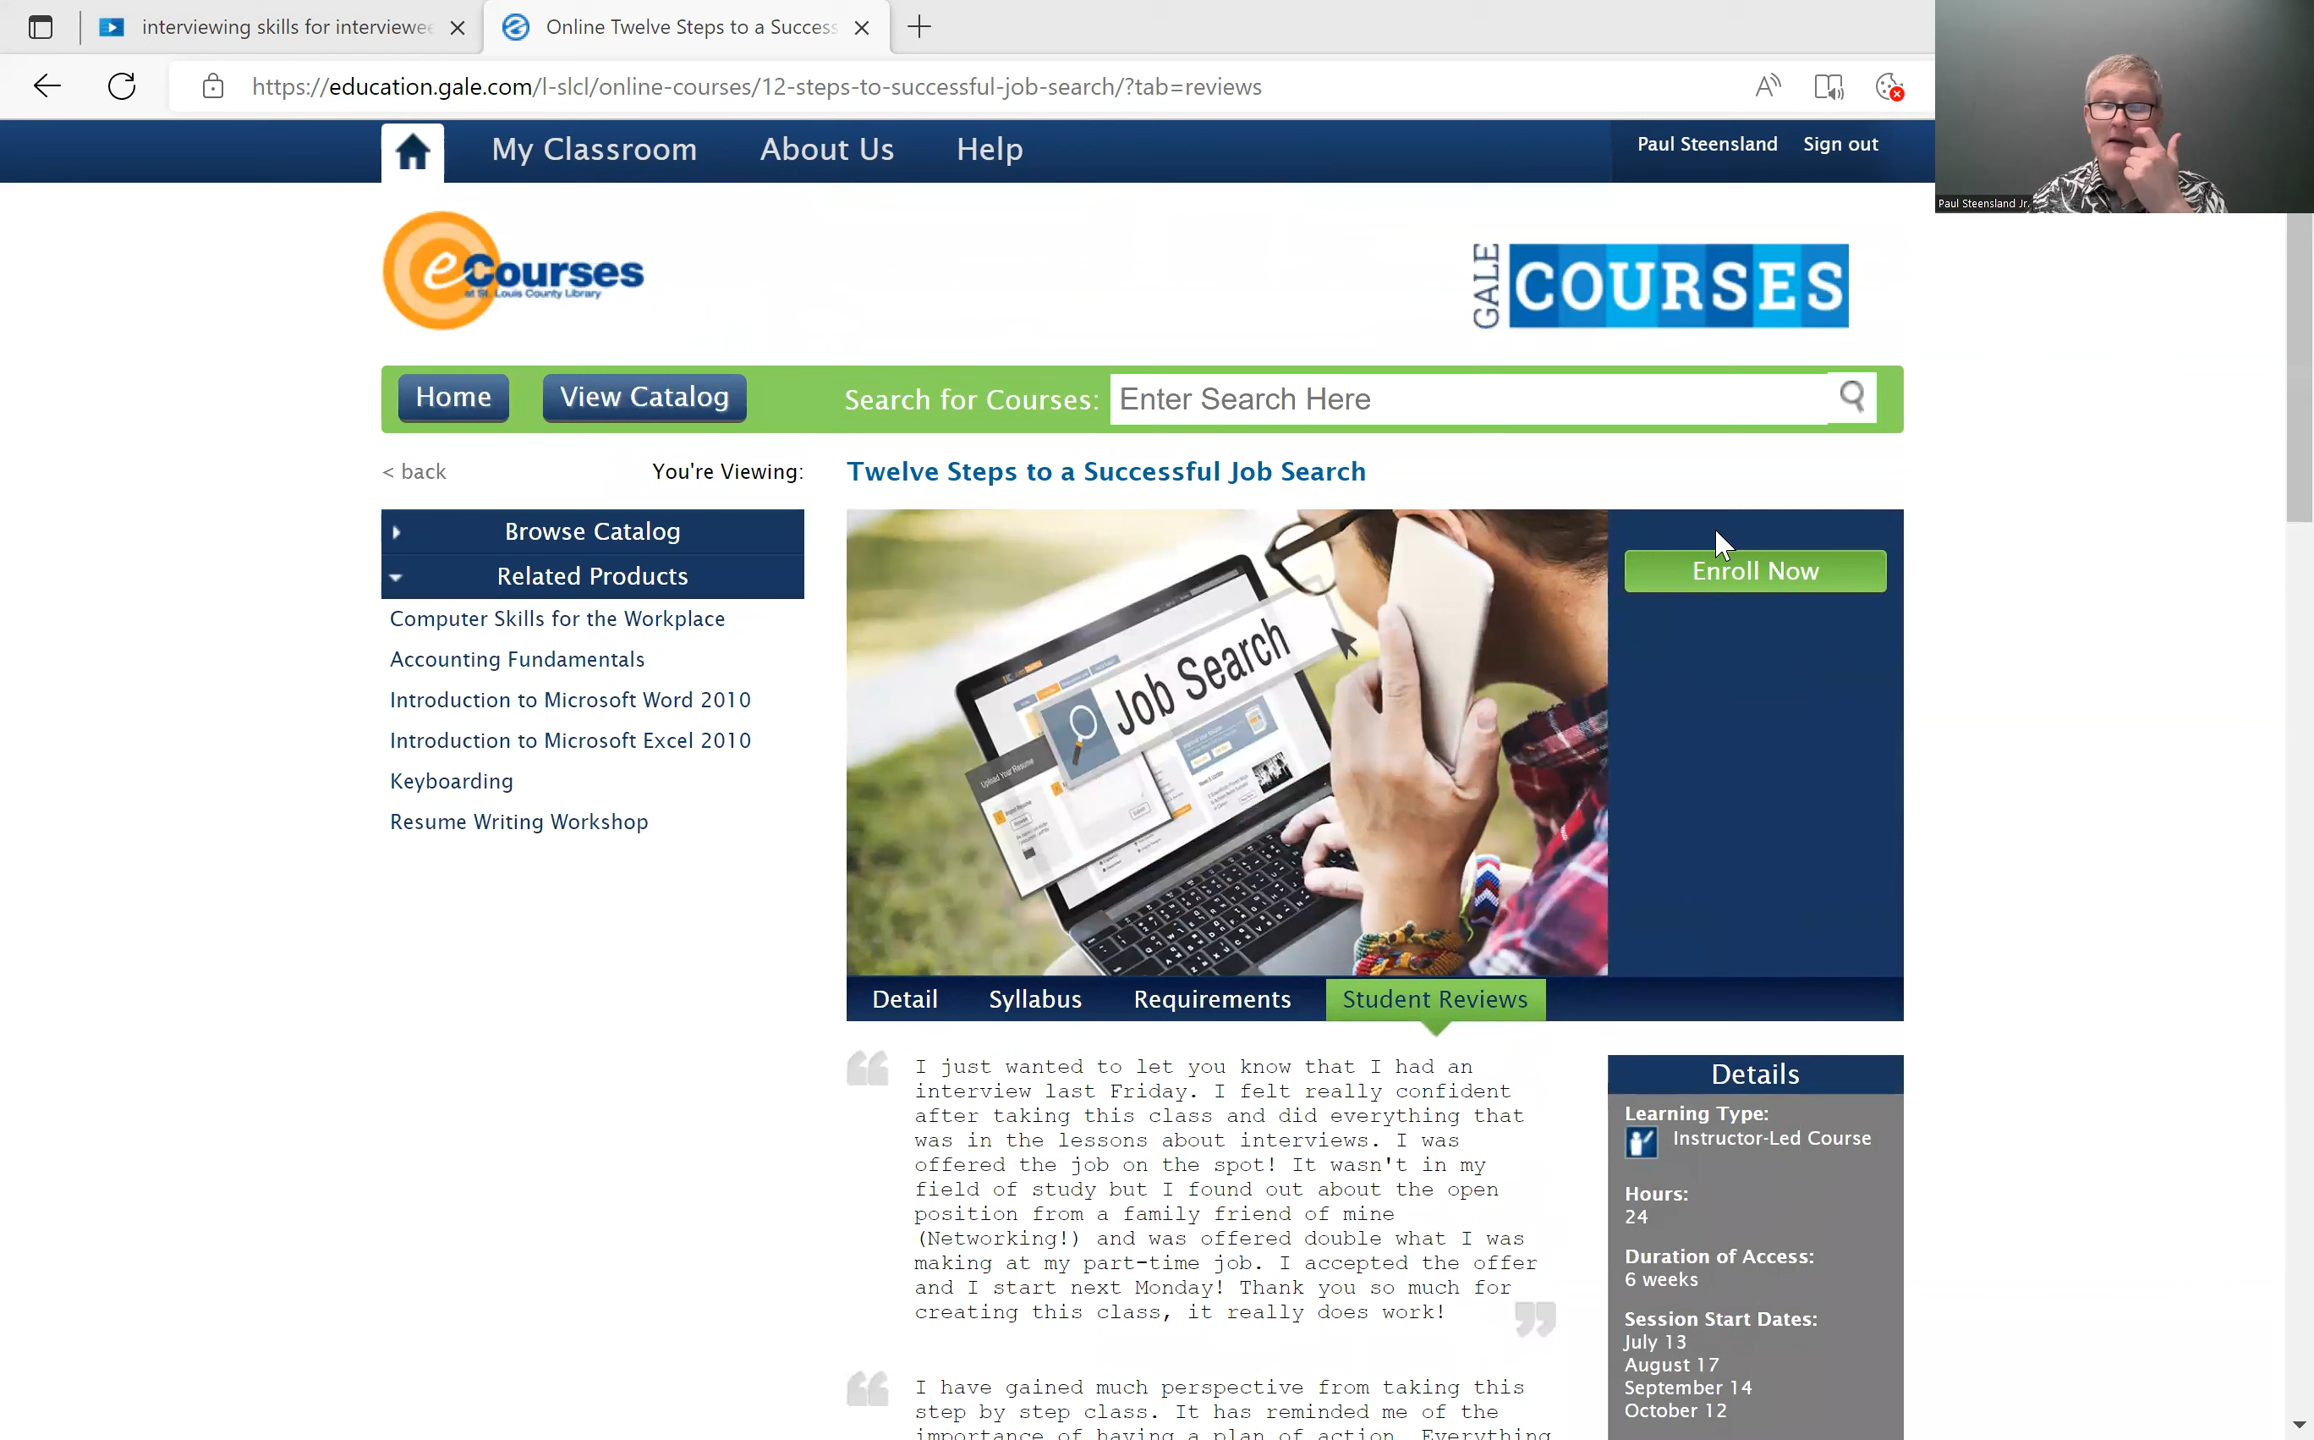 interviewing skills for interviewee
Online Twelve Steps to a Success
https://education.gale.com/l-slcl/online-courses/12-steps-to-successful-job-search/?tab=reviews
My Classroom
About Us
Help
Paul Steensland
Sign out
Paul Steensland Jr.
eCourses
at St. Louis County Library
GALE
COURSES
Home
View Catalog
Search for Courses:
Enter Search Here
< back
You're Viewing:
Twelve Steps to a Successful Job Search
Browse Catalog
Related Products
Computer Skills for the Workplace
Accounting Fundamentals
Introduction to Microsoft Word 2010
Introduction to Microsoft Excel 2010
Keyboarding
Resume Writing Workshop
Job Search
Upload Your Resume
Enroll Now
Detail
Syllabus
Requirements
Student Reviews
I just wanted to let you know that I had an
interview last Friday. I felt really confident
after taking this class and did everything that
was in the lessons about interviews. I was
offered the job on the spot! It wasn't in my
field of study but I found out about the open
position from a family friend of mine
(Networking!) and was offered double what I was
making at my part-time job. I accepted the offer
and I start next Monday! Thank you so much for
creating this class, it really does work!
I have gained much perspective from taking this
step by step class. It has reminded me of the
importance of having a plan of action. Everything
Details
Learning Type:
Instructor-Led Course
Hours:
24
Duration of Access:
6 weeks
Session Start Dates:
July 13
August 17
September 14
October 12